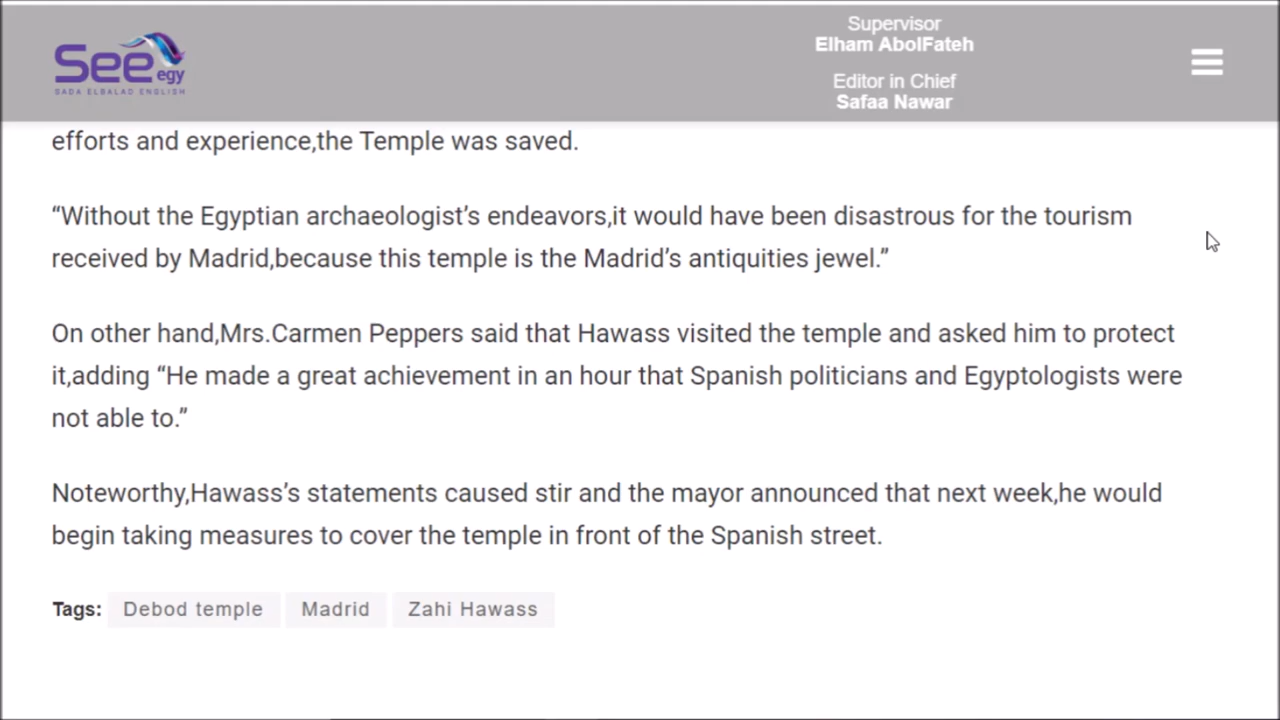 See egy
SADA ELBALAD ENGLISH
Supervisor
Elham AbolFateh
Editor in Chief
Safaa Nawar
efforts and experience,the Temple was saved.
“Without the Egyptian archaeologist’s endeavors,it would have been disastrous for the tourism
received by Madrid,because this temple is the Madrid’s antiquities jewel.”
On other hand,Mrs.Carmen Peppers said that Hawass visited the temple and asked him to protect
it,adding “He made a great achievement in an hour that Spanish politicians and Egyptologists were
not able to.”
Noteworthy,Hawass’s statements caused stir and the mayor announced that next week,he would
begin taking measures to cover the temple in front of the Spanish street.
Tags: Debod temple Madrid Zahi Hawass